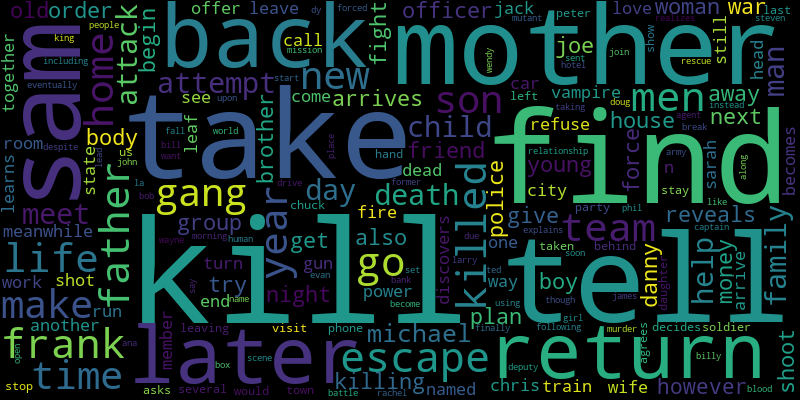 old order offer leave officer jack love woman war last
people begin call fight joe peter still head man
king including eventually attack back mother
together sam home father attempt new arrives son men away
dy forced mission mutant realizes steven join show rescue
sent hotel wendy car left vampire doug taking instead
see come take find
leaf brother child refuse house next
fall world body room learns despite us john state
bill want place hand dead friend young force sarah becomes
former relationship army agent break along
gang day death city n stay like
meet year chuck fire police give team reveals
meanwhile la bob drive group get also one party phil captain
kill tell killed
life father wayne morning human turn gun evan due taken behind
go discovers explains help money family
work shot try night power larry ted way boy danny daughter arrive
make run end name say bank set become using though soon james
another member michael plan girl following
frank later escape return
time leaving visit phone finally agrees decides soldier shoot
open ana scene killing named chris train murder wife however billy
stop asks several box would town battle rachel deputy hotel blood